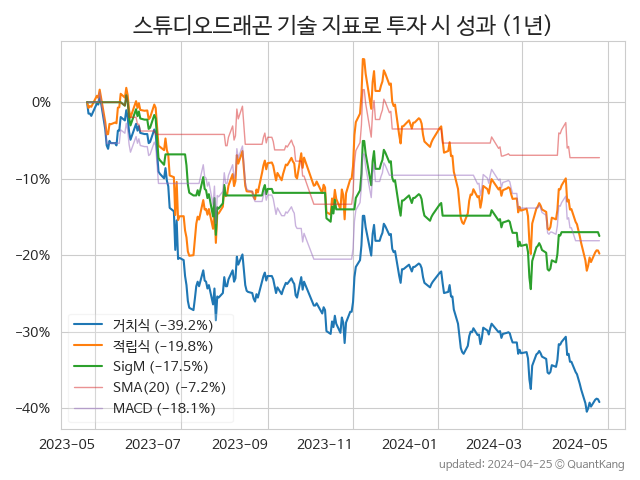 스튜디오드래곤 기술 지표로 투자 시 성과 (1년)
0%
−10%
−20%
−30%
−40%
거치식 (−39.2%)
적립식 (−19.8%)
SigM (−17.5%)
SMA(20) (−7.2%)
MACD (−18.1%)
2023−05 2023−07 2023−09 2023−11 2024−01 2024−03 2024−05
updated: 2024−04−25 © QuantKang